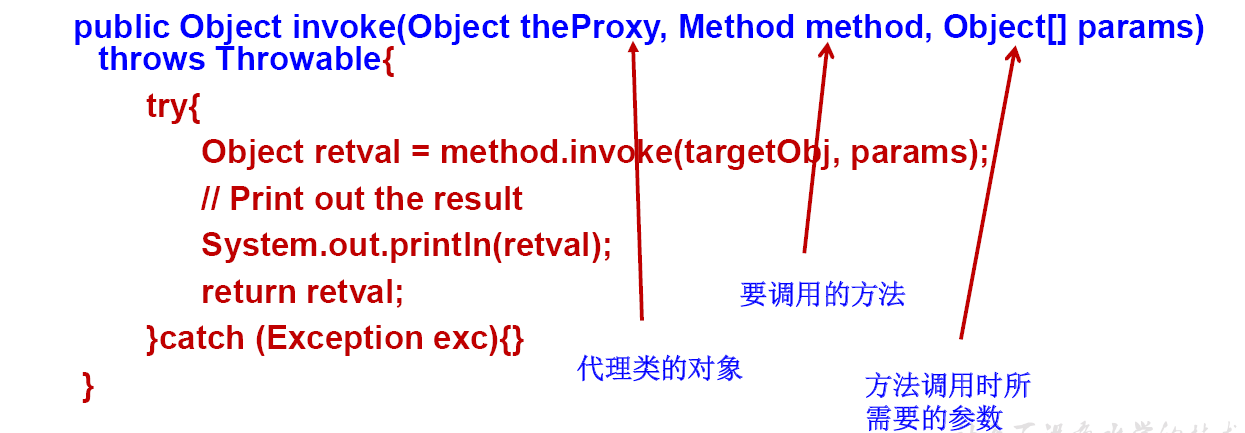 public Object invoke(Object theProxy, Method method, Object[] params)
throws Throwable{
try{
Object retval = method.invoke(targetObj, params);
// Print out the result
System.out.println(retval);
return retval;
}catch (Exception exc){}
}
要调用的方法
代理类的对象
方法调用时所
需要的参数